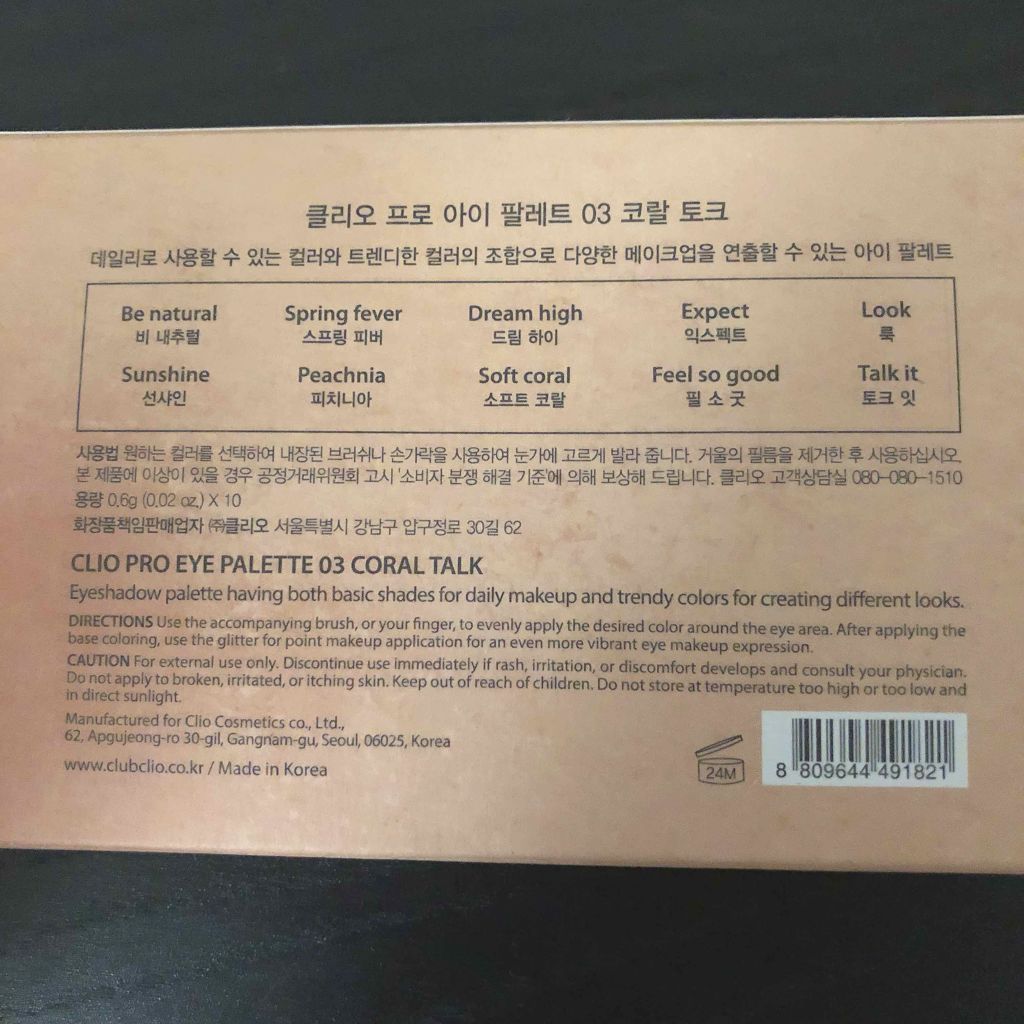 클리오 프로 아이 팔레트 03 코랄 토크
데일리로 사용할 수 있는 컬러와 트렌디한 컬러의 조합으로 다양한 메이크업을 연출할 수 있는 아이 팔레트
Be natural Spring fever Dream high Expect Look
비 내추럴 스프링 피버 드림 하이 익스펙트 룩
Sunshine Peachnia Soft coral Feel so good Talk it
선샤인 피치니아 소프트 코랄 필 소 굿 토크 잇
사용법 원하는 컬러를 선택하여 내장된 브러쉬나 손가락을 사용하여 눈가에 고르게 발라 줍니다. 거울의 필름을 제거한 후 사용하십시오.
본 제품에 이상이 있을 경우 공정거래위원회 고시 '소비자 분쟁 해결 기준'에 의해 보상해 드립니다. 클리오 고객상담실 080-080-1510
용량 0.6g (0.02 oz.) X 10
화장품책임판매업자 ㈜클리오 서울특별시 강남구 압구정로 30길 62
CLIO PRO EYE PALETTE 03 CORAL TALK
Eyeshadow palette having both basic shades for daily makeup and trendy colors for creating different looks.
DIRECTIONS Use the accompanying brush, or your finger, to evenly apply the desired color around the eye area. After applying the
base coloring, use the glitter for point makeup application for an even more vibrant eye makeup expression.
CAUTION For external use only. Discontinue use immediately if rash, irritation, or discomfort develops and consult your physician.
Do not apply to broken, irritated, or itching skin. Keep out of reach of children. Do not store at temperature too high or too low and
in direct sunlight.
Manufactured for Clio Cosmetics co., Ltd.,
62, Apgujeong-ro 30-gil, Gangnam-gu, Seoul, 06025, Korea
www.clubclio.co.kr / Made in Korea
24M
8 809644 491821